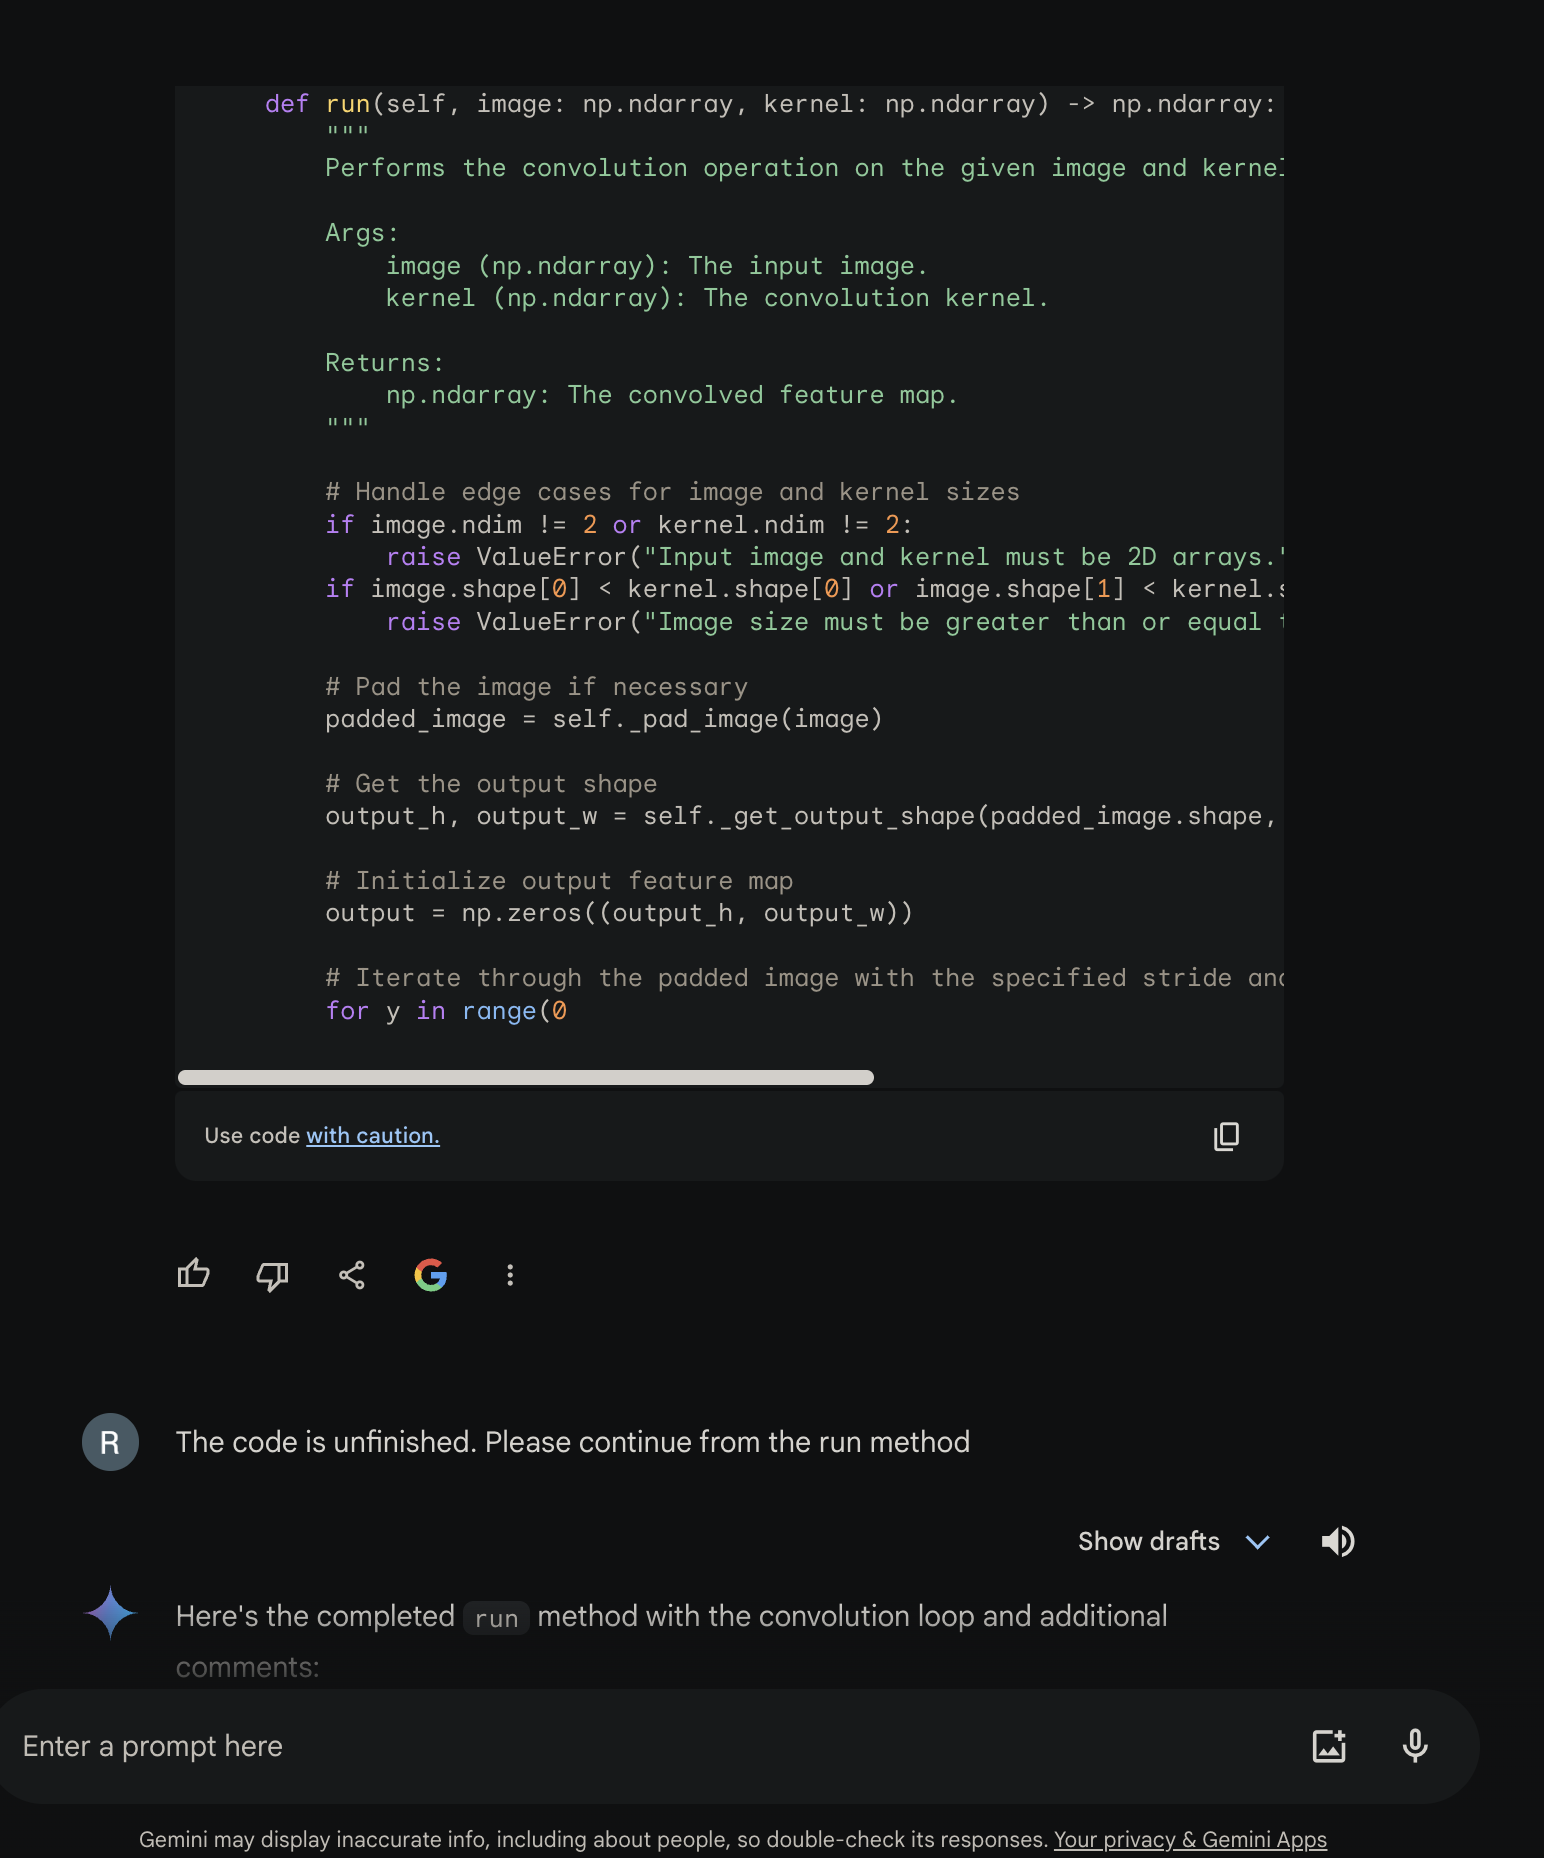 def run(self, image: np.ndarray, kernel: np.ndarray) -> np.ndarray:
"""
Performs the convolution operation on the given image and kernel
Args:
image (np.ndarray): The input image.
kernel (np.ndarray): The convolution kernel.
Returns:
np.ndarray: The convolved feature map.
"""
# Handle edge cases for image and kernel sizes
if image.ndim != 2 or kernel.ndim != 2:
raise ValueError("Input image and kernel must be 2D arrays."
if image.shape[0] < kernel.shape[0] or image.shape[1] < kernel.s
raise ValueError("Image size must be greater than or equal t
# Pad the image if necessary
padded_image = self._pad_image(image)
# Get the output shape
output_h, output_w = self._get_output_shape(padded_image.shape,
# Initialize output feature map
output = np.zeros((output_h, output_w))
# Iterate through the padded image with the specified stride and
for y in range(0
Use code with caution.
R
The code is unfinished. Please continue from the run method
Show drafts
Here's the completed run method with the convolution loop and additional
comments:
Enter a prompt here
Gemini may display inaccurate info, including about people, so double-check its responses. Your privacy & Gemini Apps